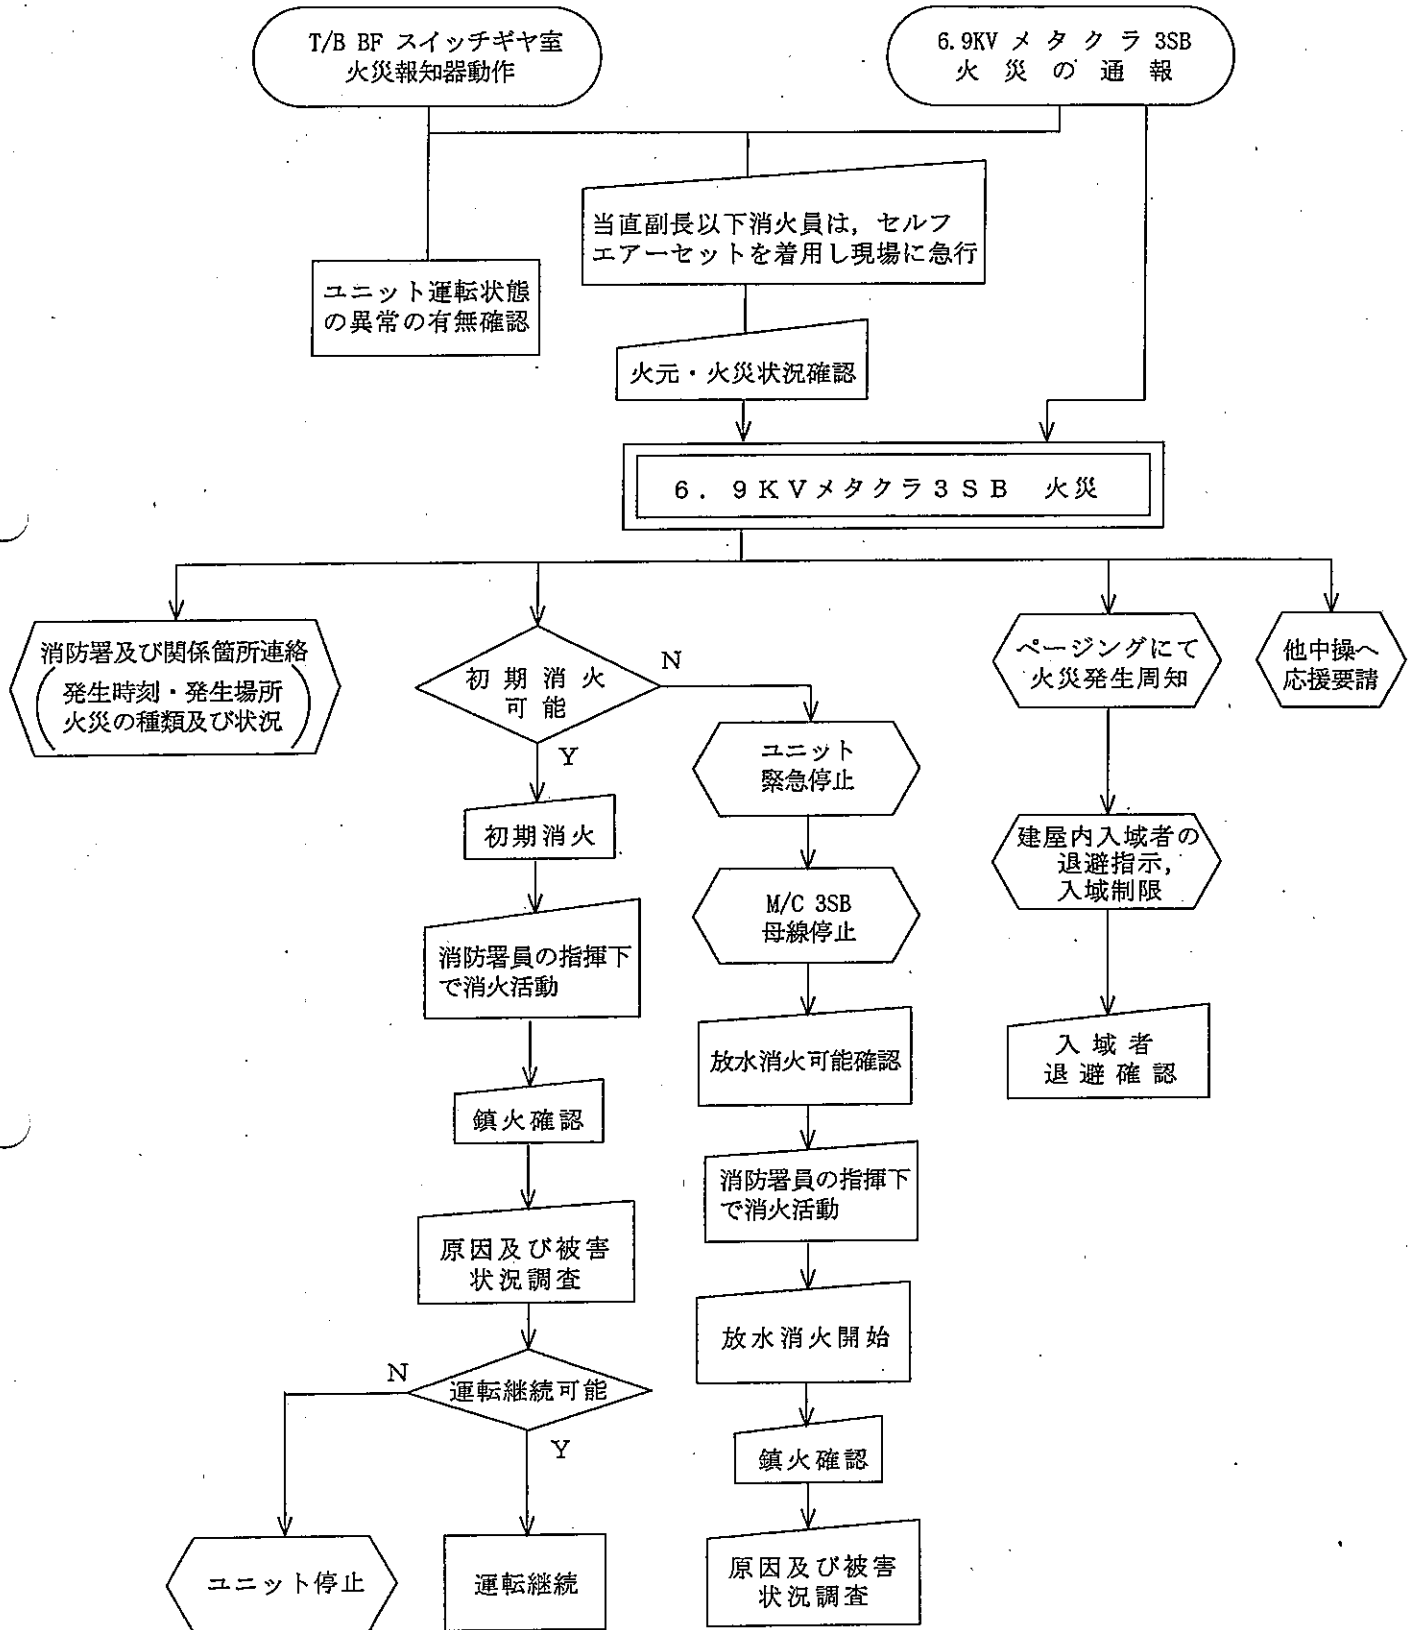 T/B BF スイッチギヤ室
火災報知器動作
6.9KV メタクラ 3SB
火災の通報
当直副長以下消火員は，セルフ
エアーセットを着用し現場に急行
ユニット運転状態
の異常の有無確認
火元・火災状況確認
６．９ＫＶメタクラ３ＳＢ　火災
消防署及び関係箇所連絡
発生時刻・発生場所
火災の種類及び状況
初期消火
可能
N
Y
ページングにて
火災発生周知
他中操へ
応援要請
ユニット
緊急停止
初期消火
建屋内入域者の
退避指示，
入域制限
M/C 3SB
母線停止
消防署員の指揮下
で消火活動
放水消火可能確認
入域者
退避確認
鎮火確認
消防署員の指揮下
で消火活動
原因及び被害
状況調査
放水消火開始
N
運転継続可能
Y
鎮火確認
ユニット停止
運転継続
原因及び被害
状況調査